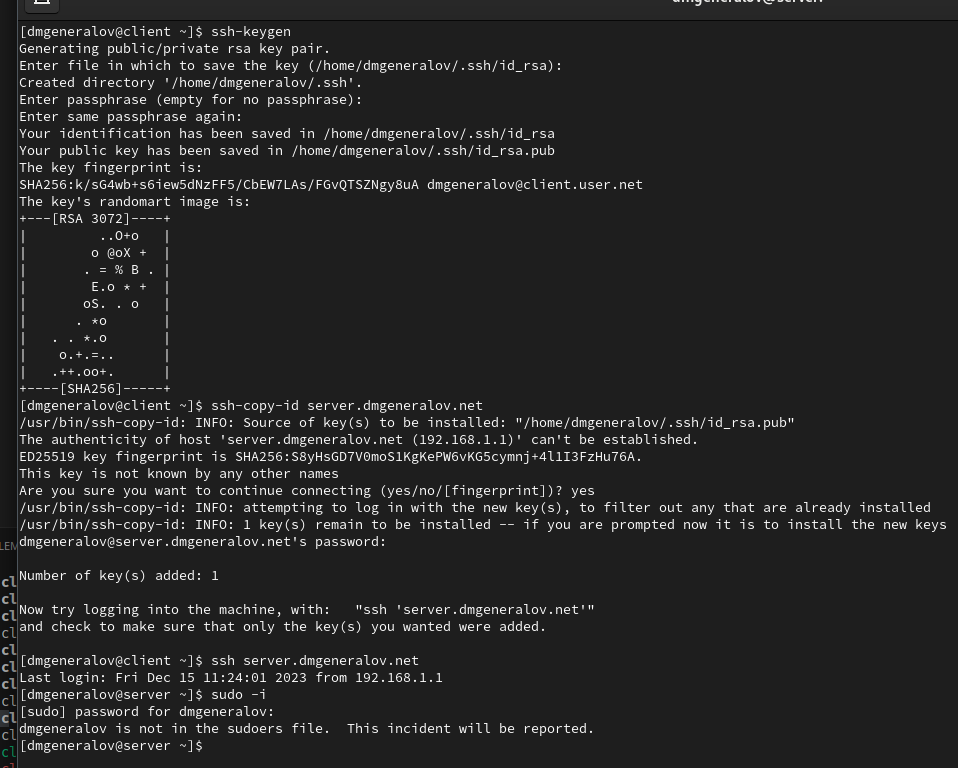 [dmgeneralov@client ~]$ ssh-keygen
Generating public/private rsa key pair.
Enter file in which to save the key (/home/dmgeneralov/.ssh/id_rsa):
Created directory '/home/dmgeneralov/.ssh'.
Enter passphrase (empty for no passphrase):
Enter same passphrase again:
Your identification has been saved in /home/dmgeneralov/.ssh/id_rsa
Your public key has been saved in /home/dmgeneralov/.ssh/id_rsa.pub
The key fingerprint is:
SHA256:k/sG4wb+s6iew5dNzFF5/CbEW7LAs/FGvQTSZNgy8uA dmgeneralov@client.user.net
The key's randomart image is:
+---[RSA 3072]----+
|         ..O+o   |
|        o @oX +  |
|       . = % B . |
|        E.o * +  |
|       oS. . o   |
|      . *o       |
|   . . *.o       |
|    o.+.=..      |
|   .++.oo+.      |
+----[SHA256]-----+
[dmgeneralov@client ~]$ ssh-copy-id server.dmgeneralov.net
/usr/bin/ssh-copy-id: INFO: Source of key(s) to be installed: "/home/dmgeneralov/.ssh/id_rsa.pub"
The authenticity of host 'server.dmgeneralov.net (192.168.1.1)' can't be established.
ED25519 key fingerprint is SHA256:S8yHsGD7V0moS1KgKePW6vKG5cymnj+4l1I3FzHu76A.
This key is not known by any other names
Are you sure you want to continue connecting (yes/no/[fingerprint])? yes
/usr/bin/ssh-copy-id: INFO: attempting to log in with the new key(s), to filter out any that are already installed
/usr/bin/ssh-copy-id: INFO: 1 key(s) remain to be installed -- if you are prompted now it is to install the new keys
dmgeneralov@server.dmgeneralov.net's password:
Number of key(s) added: 1
Now try logging into the machine, with:   "ssh 'server.dmgeneralov.net'"
and check to make sure that only the key(s) you wanted were added.
[dmgeneralov@client ~]$ ssh server.dmgeneralov.net
Last login: Fri Dec 15 11:24:01 2023 from 192.168.1.1
[dmgeneralov@server ~]$ sudo -i
[sudo] password for dmgeneralov:
dmgeneralov is not in the sudoers file.  This incident will be reported.
[dmgeneralov@server ~]$